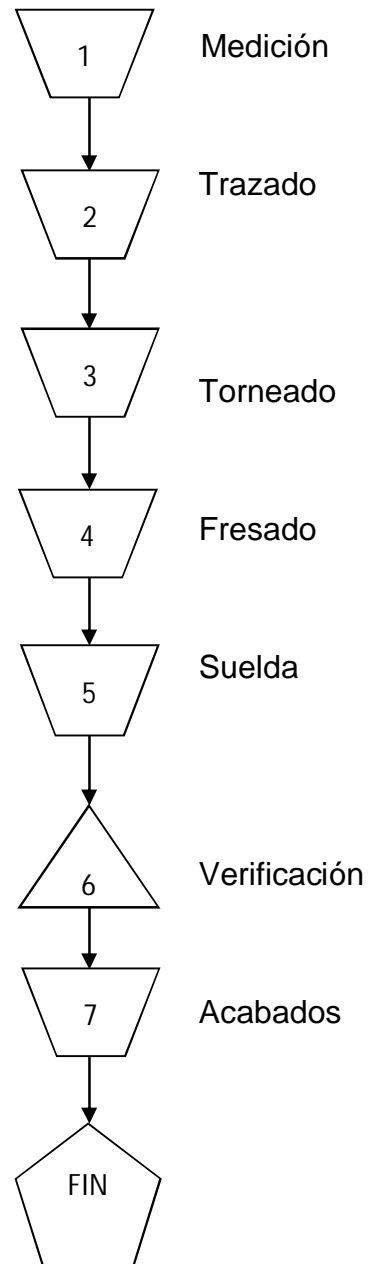 1 Medición
2 Trazado
3 Torneado
4 Fresado
5 Suelda
6 Verificación
7 Acabados
FIN